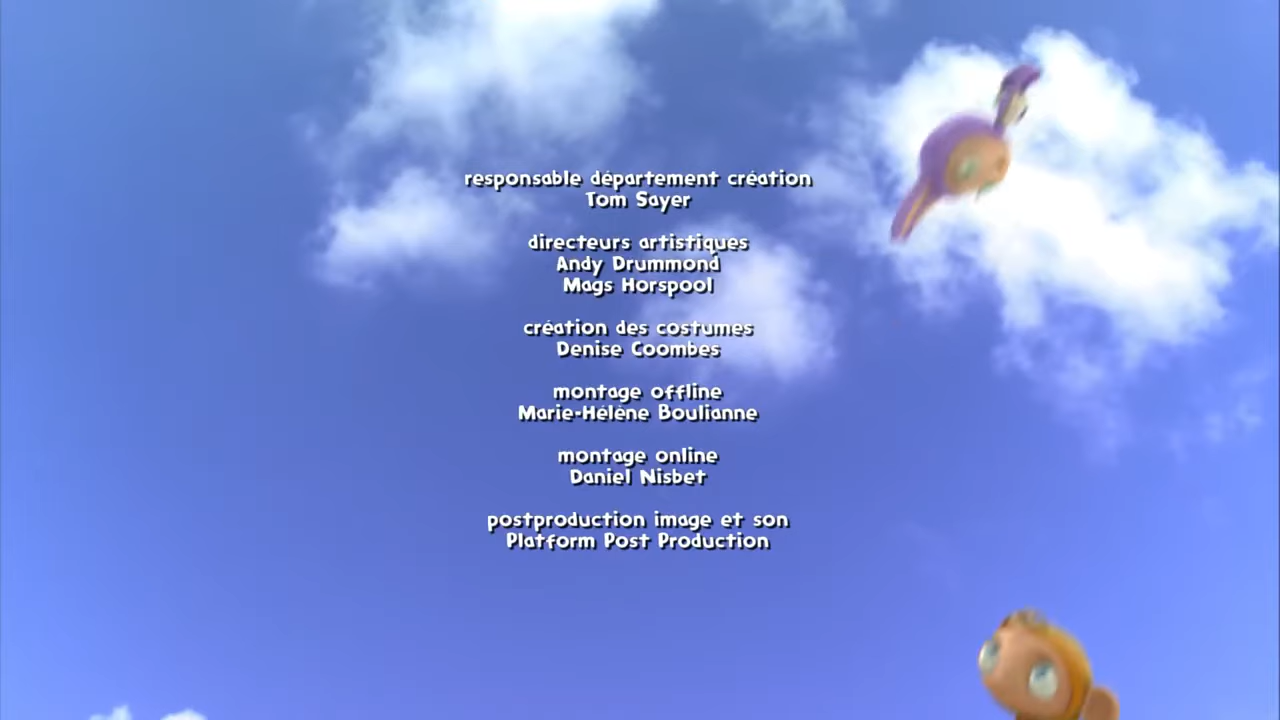 responsable département création
Tom Sayer
directeurs artistiques
Andy Drummond
Mags Horspool
création des costumes
Denise Coombes
montage offline
Marie-Hélène Boulianne
montage online
Daniel Nisbet
postproduction image et son
Platform Post Production